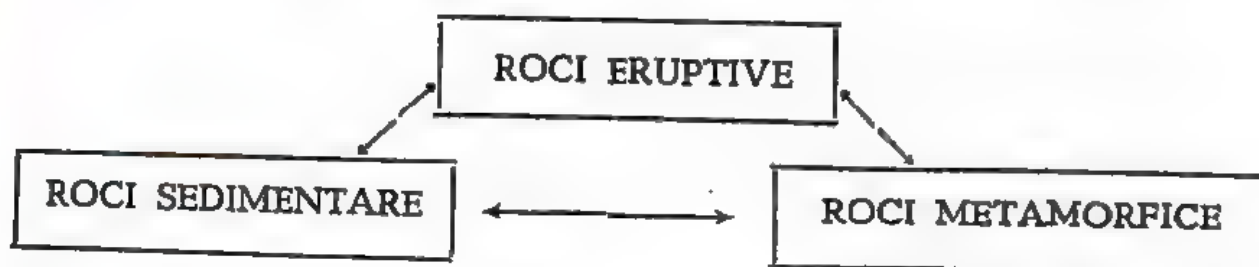 ROCI ERUPTIVE
ROCI SEDIMENTARE
ROCI METAMORFICE